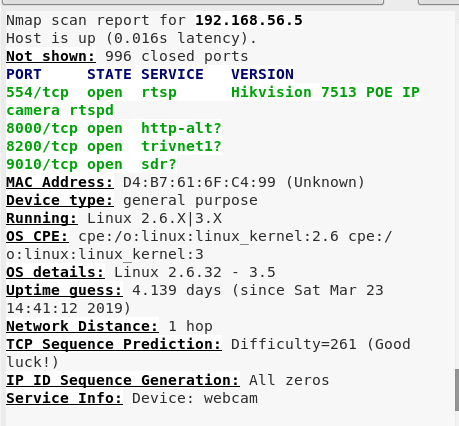 Nmap scan report for 192.168.56.5
Host is up (0.016s latency).
Not shown: 996 closed ports
PORT     STATE SERVICE   VERSION
554/tcp  open  rtsp      Hikvision 7513 POE IP
camera rtspd
8000/tcp open  http-alt?
8200/tcp open  trivnet1?
9010/tcp open  sdr?
MAC Address: D4:B7:61:6F:C4:99 (Unknown)
Device type: general purpose
Running: Linux 2.6.X|3.X
OS CPE: cpe:/o:linux:linux_kernel:2.6 cpe:/
o:linux:linux_kernel:3
OS details: Linux 2.6.32 - 3.5
Uptime guess: 4.139 days (since Sat Mar 23
14:41:12 2019)
Network Distance: 1 hop
TCP Sequence Prediction: Difficulty=261 (Good
luck!)
IP ID Sequence Generation: All zeros
Service Info: Device: webcam